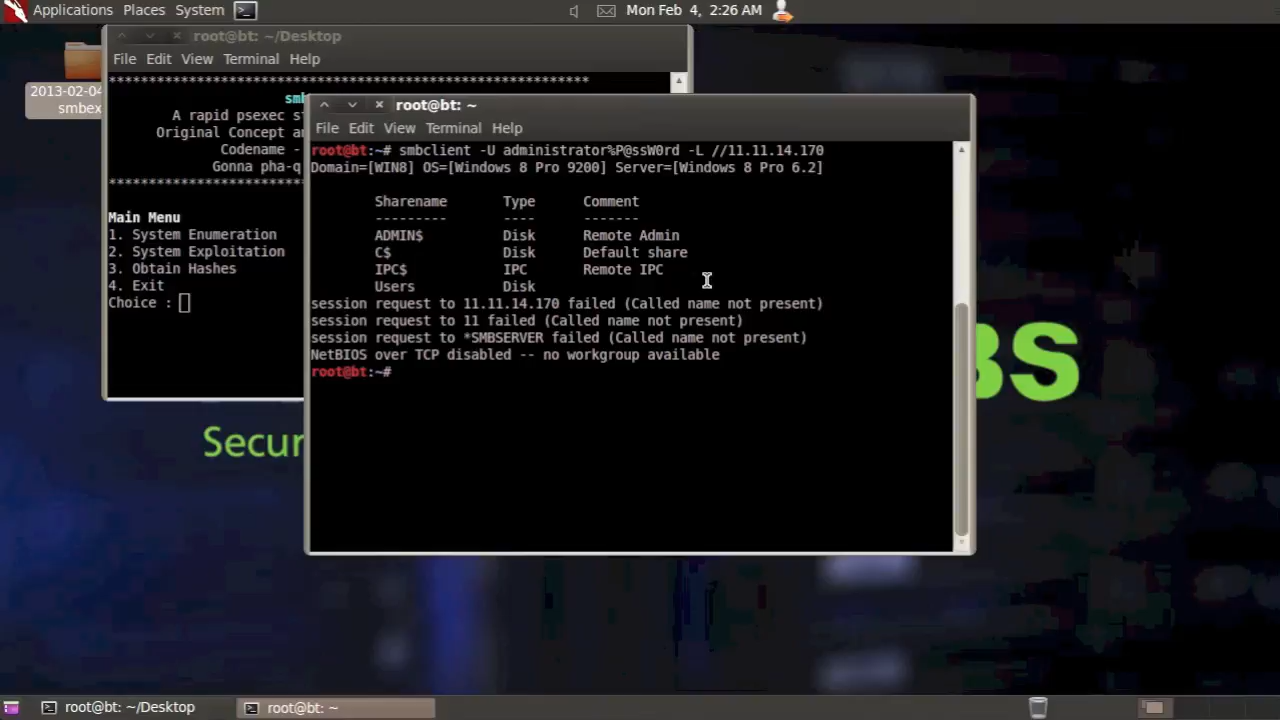 Applications Places System
Mon Feb 4, 2:26 AM
root@bt: ~/Desktop
File Edit View Terminal Help
2013-02-04
smbex
***********************************************************
smb
A rapid psexec s
Original Concept a
Codename -
Gonna pha-q
Main Menu
1. System Enumeration
2. System Exploitation
3. Obtain Hashes
4. Exit
Choice :
root@bt: ~
File Edit View Terminal Help
root@bt:~# smbclient -U administrator%P@ssW0rd -L //11.11.14.170
Domain=[WIN8] OS=[Windows 8 Pro 9200] Server=[Windows 8 Pro 6.2]
Sharename Type Comment
--------- ---- -------
ADMIN$ Disk Remote Admin
C$ Disk Default share
IPC$ IPC Remote IPC
Users Disk
session request to 11.11.14.170 failed (Called name not present)
session request to 11 failed (Called name not present)
session request to *SMBSERVER failed (Called name not present)
NetBIOS over TCP disabled -- no workgroup available
root@bt:~#
BS
Secur
root@bt: ~/Desktop
root@bt: ~